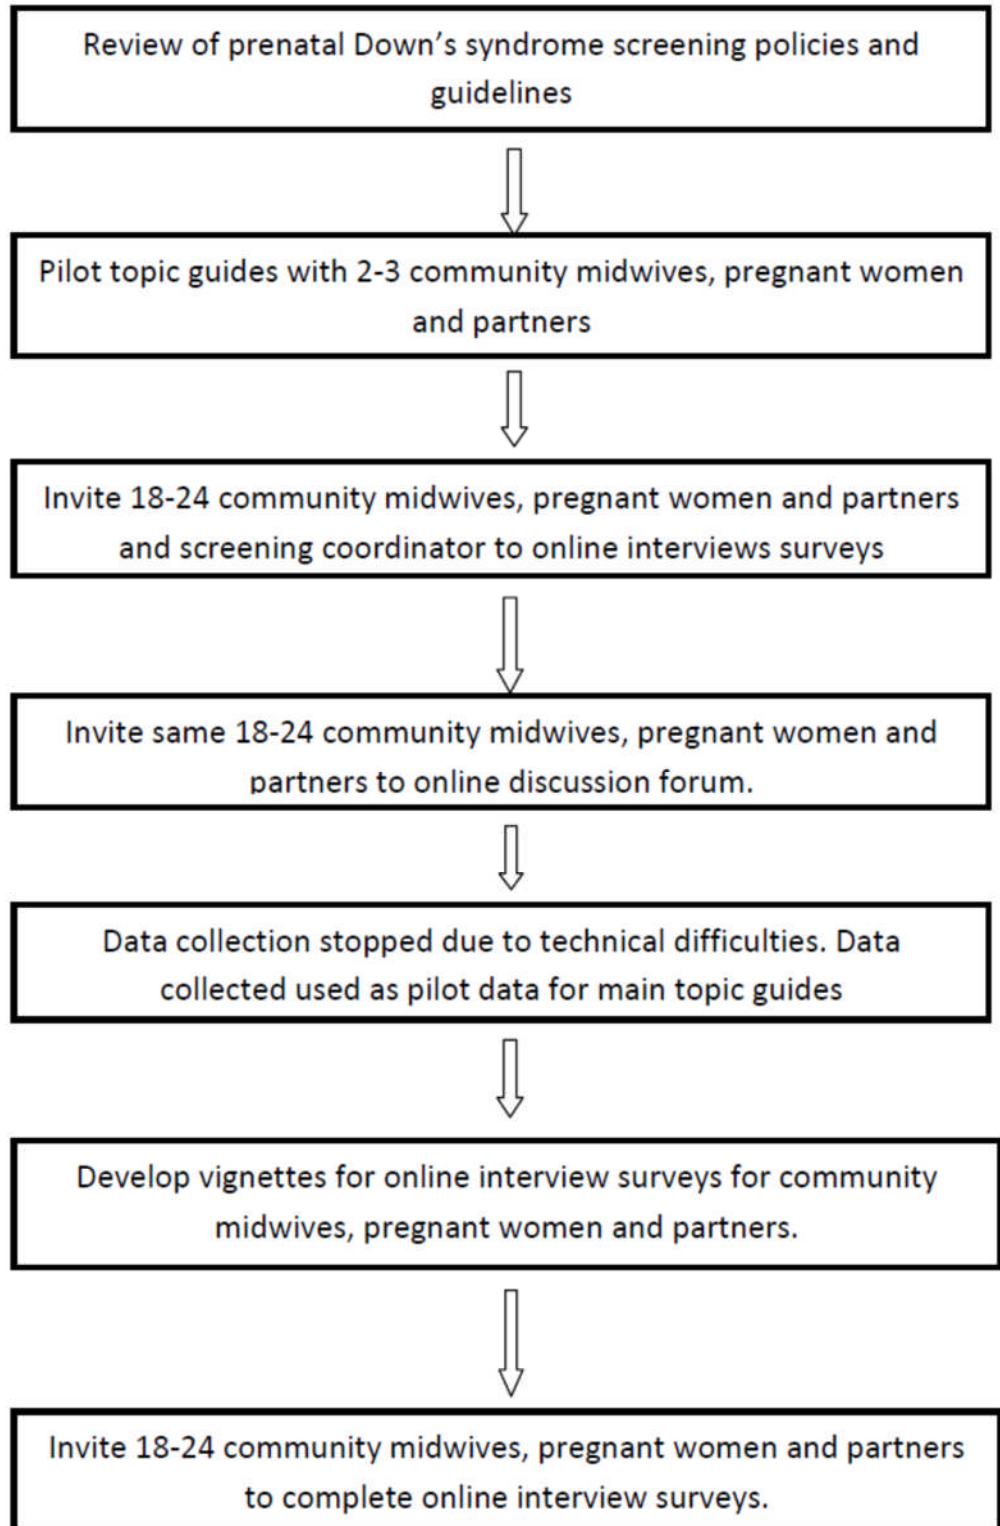 Review of prenatal Down’s syndrome screening policies and
guidelines
Pilot topic guides with 2-3 community midwives, pregnant women
and partners
Invite 18-24 community midwives, pregnant women and partners
and screening coordinator to online interviews surveys
Invite same 18-24 community midwives, pregnant women and
partners to online discussion forum.
Data collection stopped due to technical difficulties. Data
collected used as pilot data for main topic guides
Develop vignettes for online interview surveys for community
midwives, pregnant women and partners.
Invite 18-24 community midwives, pregnant women and partners
to complete online interview surveys.